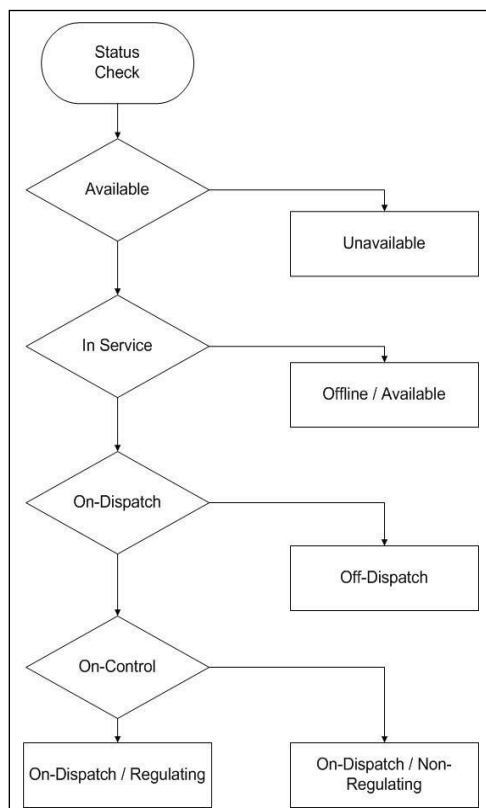 Status
Check
Available
Unavailable
In Service
Offline / Available
On-Dispatch
Off-Dispatch
On-Control
On-Dispatch / Regulating
On-Dispatch / Non-
Regulating